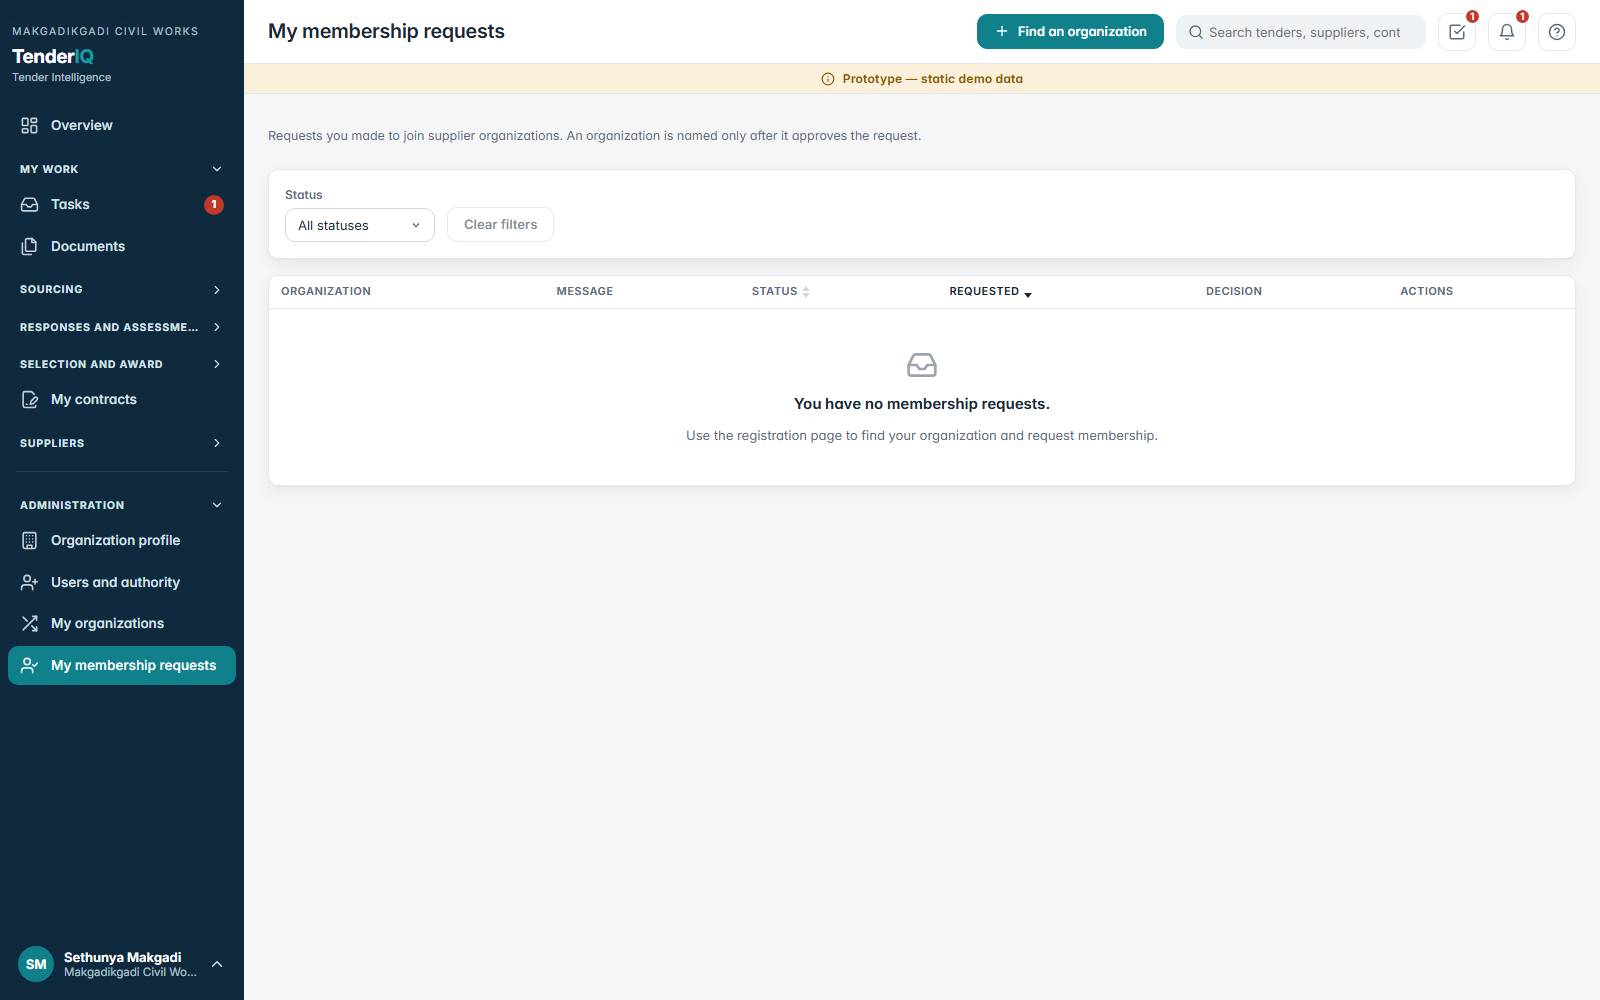 MAKGADIKGADI CIVIL WORKS
TenderIQ
Tender Intelligence
Overview
MY WORK
Tasks
1
Documents
SOURCING
RESPONSES AND ASSESSME...
SELECTION AND AWARD
My contracts
SUPPLIERS
ADMINISTRATION
Organization profile
Users and authority
My organizations
My membership requests
SM
Sethunya Makgadi
Makgadikgadi Civil Wo...
My membership requests
Find an organization
Search tenders, suppliers, cont
1
1
Prototype — static demo data
Requests you made to join supplier organizations. An organization is named only after it approves the request.
Status
All statuses
Clear filters
ORGANIZATION MESSAGE STATUS REQUESTED DECISION ACTIONS
You have no membership requests.
Use the registration page to find your organization and request membership.